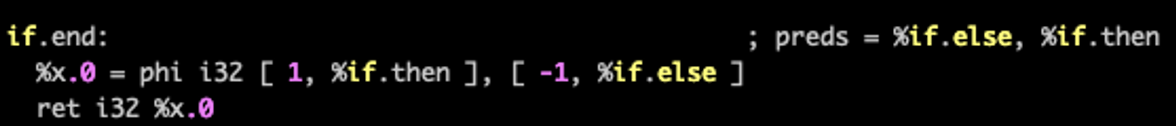 if.end:                                           ; preds = %if.else, %if.then
  %x.0 = phi i32 [ 1, %if.then ], [ -1, %if.else ]
  ret i32 %x.0